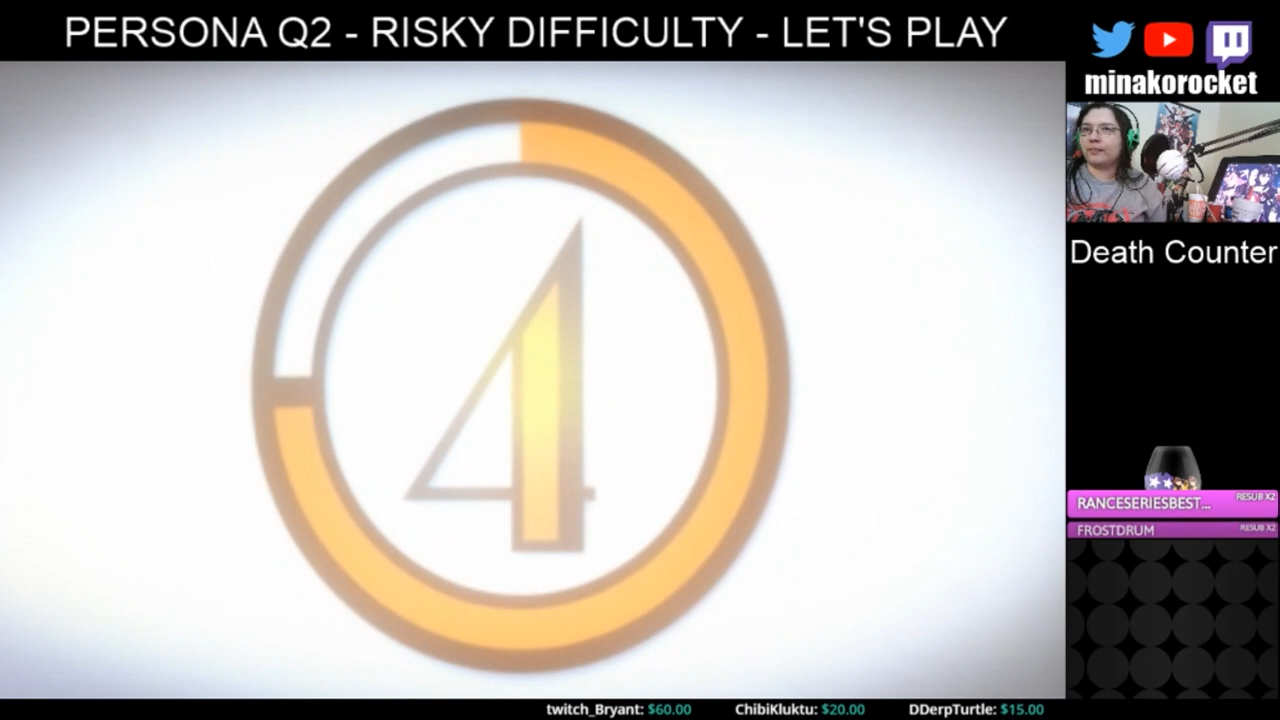 PERSONA Q2 - RISKY DIFFICULTY - LET'S PLAY
minakorocket
Death Counter
4
RANCESERIESBEST... RESUB X2
FROSTDRUM RESUB X2
twitch_Bryant: $60.00 ChibiKluktu: $20.00 DDerpTurtle: $15.00